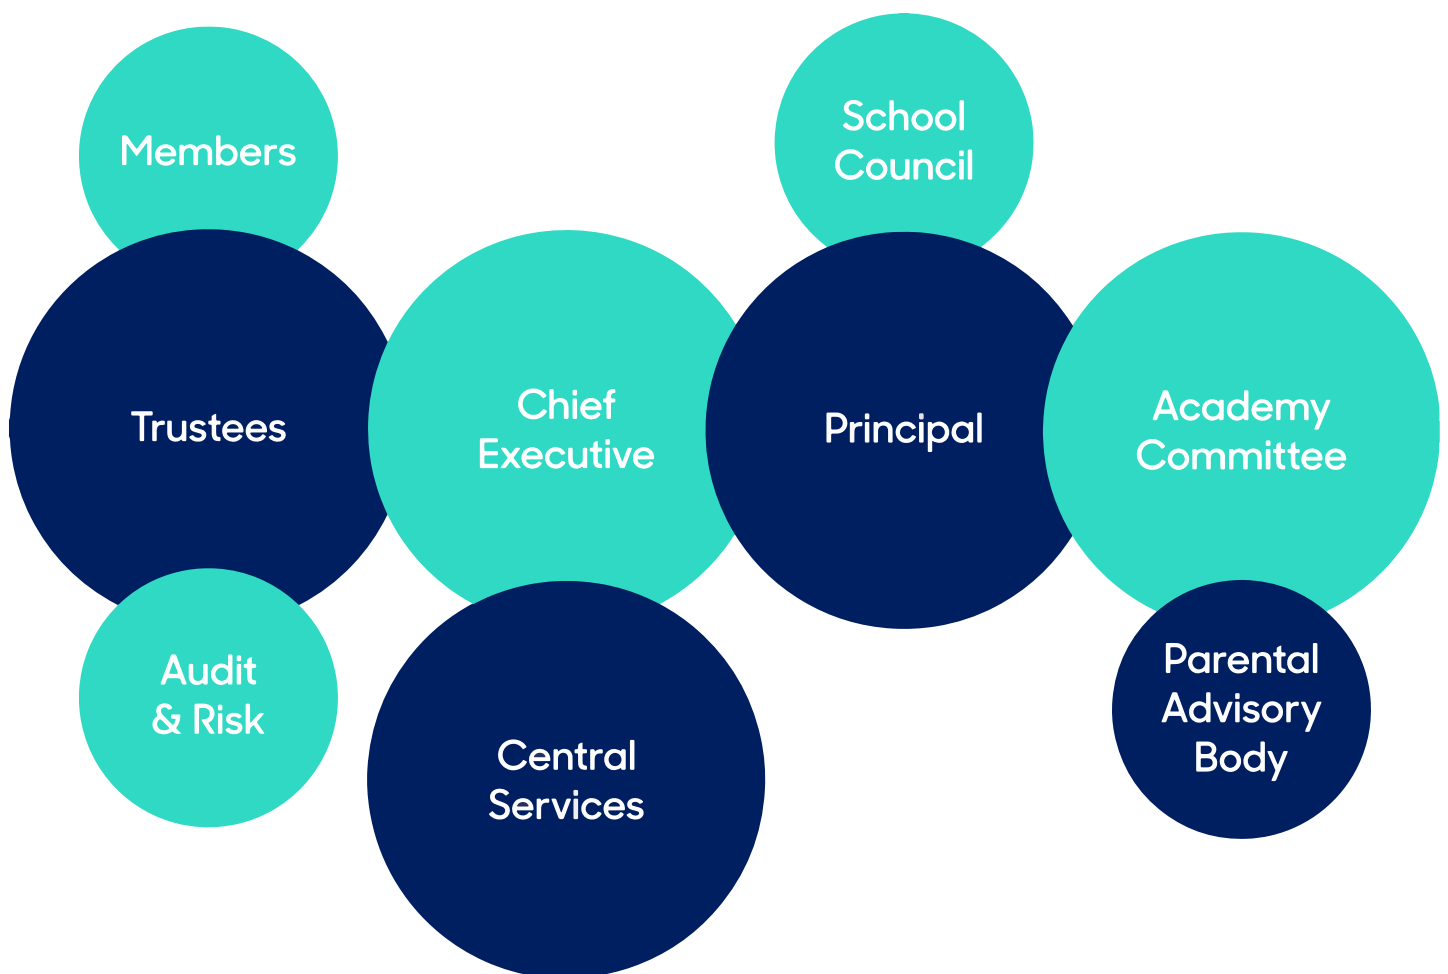 Members
School
Council
Trustees
Chief
Executive
Principal
Academy
Committee
Audit
& Risk
Central
Services
Parental
Advisory
Body